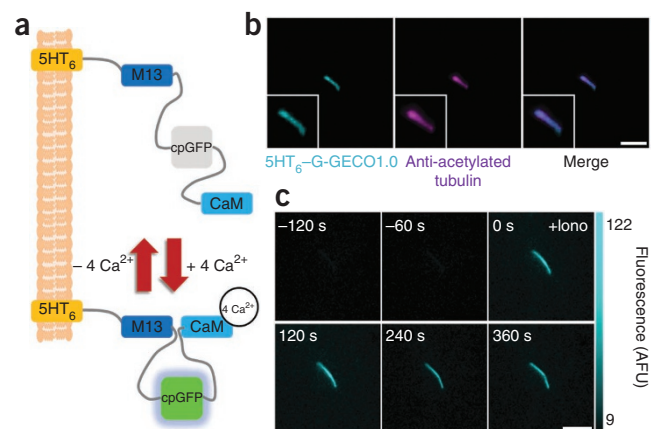 a
5HT6
M13
cpGFP
CaM
– 4 Ca2+
+ 4 Ca2+
5HT6
M13
CaM
4 Ca2+
cpGFP
b
5HT6–G-GECO1.0
Anti-acetylated
tubulin
Merge
c
–120 s
–60 s
0 s +Iono
120 s
240 s
360 s
122
Fluorescence (AFU)
9